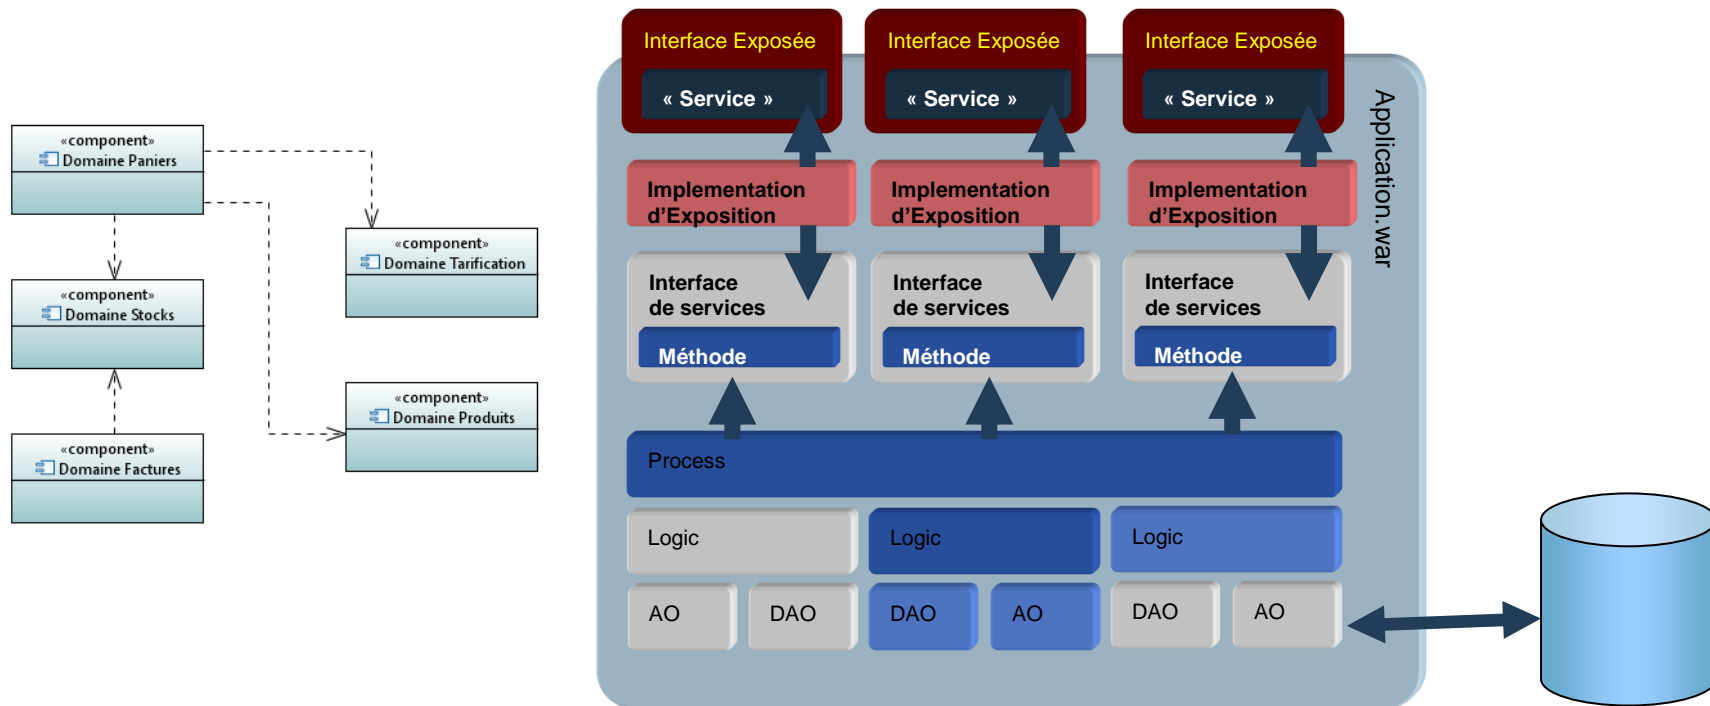 «component»
Domaine Paniers
«component»
Domaine Tarification
«component»
Domaine Stocks
«component»
Domaine Produits
«component»
Domaine Factures
Interface Exposée
« Service »
Interface Exposée
« Service »
Interface Exposée
« Service »
Application.war
Implementation
d’Exposition
Implementation
d’Exposition
Implementation
d’Exposition
Interface
de services
Méthode
Interface
de services
Méthode
Interface
de services
Méthode
Process
Logic
Logic
Logic
AO
DAO
DAO
AO
DAO
AO